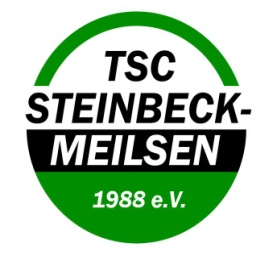 TSC
STEINBECK-
MEILSEN
1988 e.V.